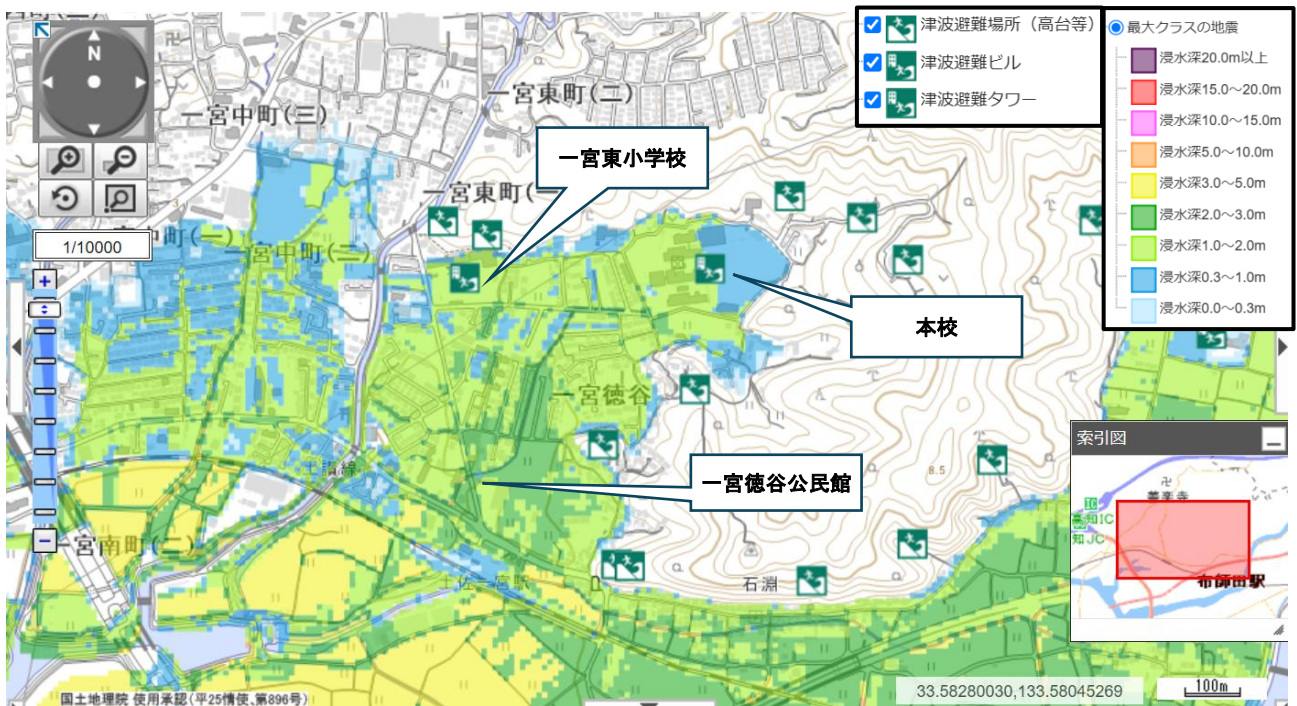 N
1/10000
一宮中町(三)
一宮東町(二)
一宮東小学校
一宮東町(一
中町(一)
一宮中町(二)
本校
一宮徳谷
土讃線
一宮徳谷公民館
一宮南町(二)
土佐一宮駅
石淵
8.5
津波避難場所（高台等）
津波避難ビル
津波避難タワー
最大クラスの地震
浸水深20.0m以上
浸水深15.0～20.0m
浸水深10.0～15.0m
浸水深5.0～10.0m
浸水深3.0～5.0m
浸水深2.0～3.0m
浸水深1.0～2.0m
浸水深0.3～1.0m
浸水深0.0～0.3m
索引図
善楽寺
IC
高知IC
知JC
布師田駅
国土地理院 使用承認(平25情使、第896号)
33.58280030,133.58045269
100m